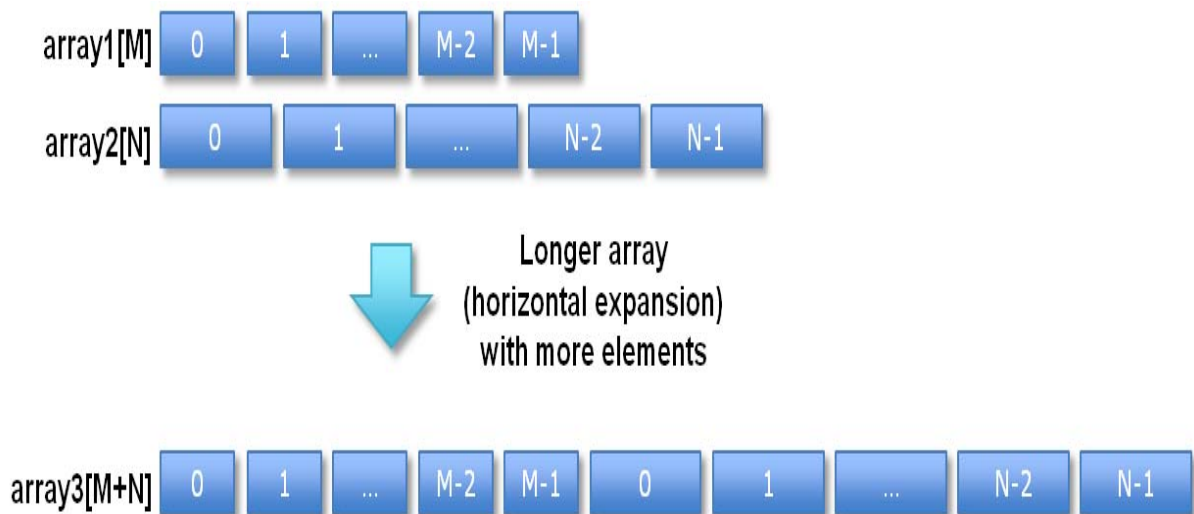 array1[M] 0 1 ... M-2 M-1
array2[N] 0 1 ... N-2 N-1
Longer array
(horizontal expansion)
with more elements
array3[M+N] 0 1 ... M-2 M-1 0 1 ... N-2 N-1